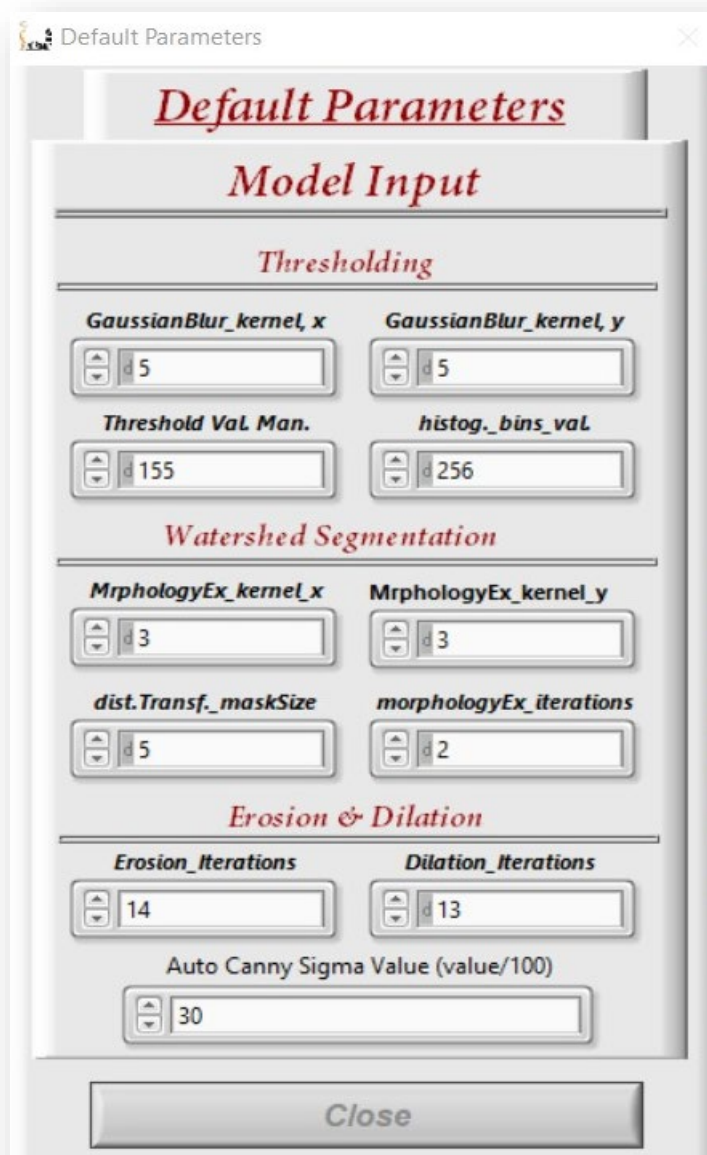 Default Parameters
Default Parameters
Model Input
Thresholding
GaussianBlur_kernel, x GaussianBlur_kernel, y
d 5 d 5
Threshold Val. Man. histog._bins_val.
d 155 d 256
Watershed Segmentation
MrphologyEx_kernel_x MrphologyEx_kernel_y
d 3 d 3
dist.Transf._maskSize morphologyEx_iterations
d 5 d 2
Erosion & Dilation
Erosion_Iterations Dilation_Iterations
14 d 13
Auto Canny Sigma Value (value/100)
30
Close